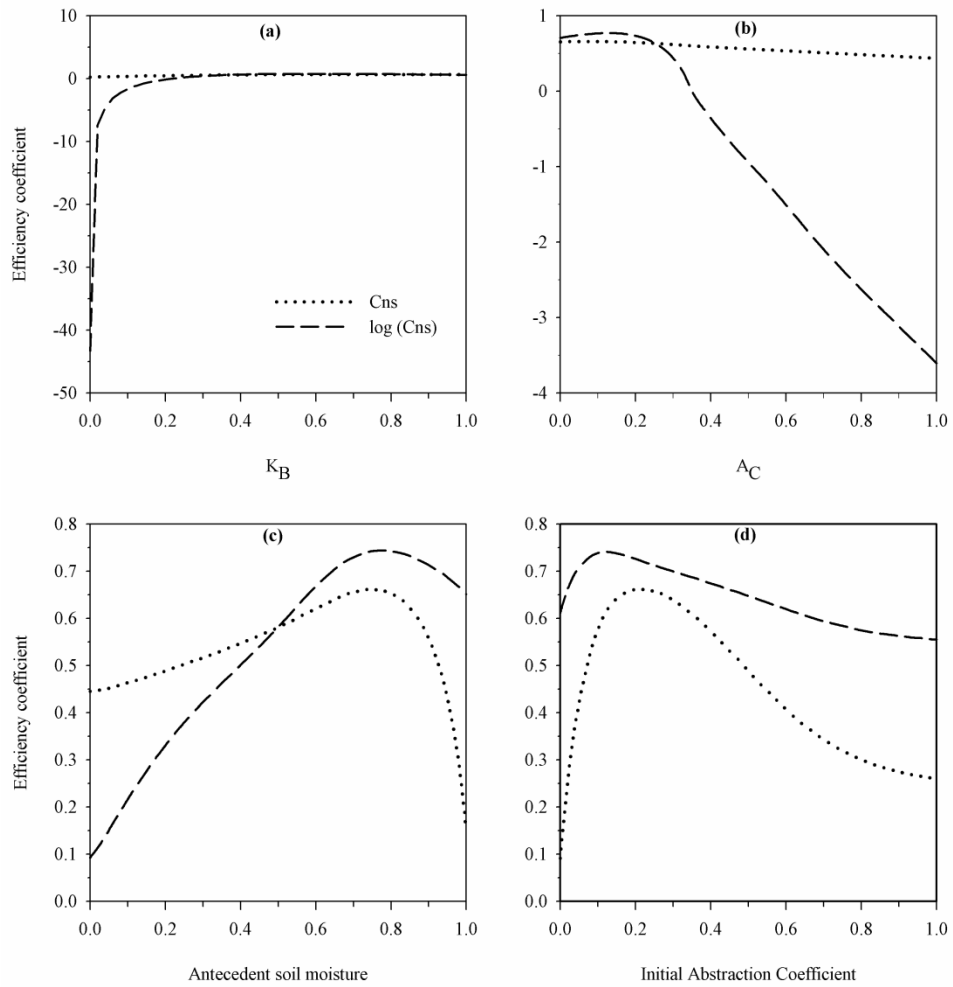 (a)
10
0
-10
-20
-30
-40
-50
0.0 0.2 0.4 0.6 0.8 1.0
Efficiency coefficient
K_B
Cns
log (Cns)
(b)
1
0
-1
-2
-3
-4
0.0 0.2 0.4 0.6 0.8 1.0
A_C
(c)
0.8
0.7
0.6
0.5
0.4
0.3
0.2
0.1
0.0
0.0 0.2 0.4 0.6 0.8 1.0
Efficiency coefficient
Antecedent soil moisture
(d)
0.8
0.7
0.6
0.5
0.4
0.3
0.2
0.1
0.0
0.0 0.2 0.4 0.6 0.8 1.0
Initial Abstraction Coefficient